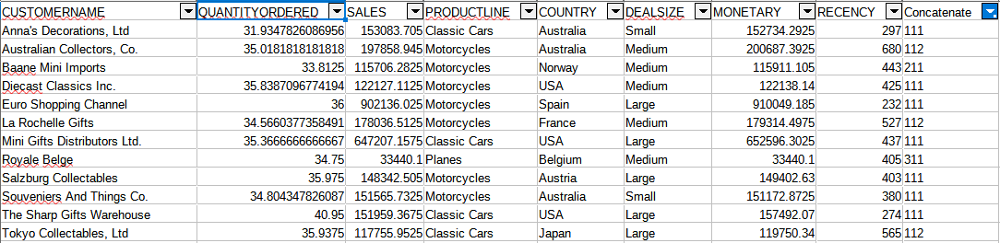 CUSTOMERNAME QUANTITYORDERED SALES PRODUCTLINE COUNTRY DEALSIZE MONETARY RECENCY Concatenate
Anna's Decorations, Ltd 31.9347826086956 153083.705 Classic Cars Australia Small 152734.2925 297 111
Australian Collectors, Co. 35.0181818181818 197858.945 Motorcycles Australia Medium 200687.3925 680 112
Baane Mini Imports 33.8125 115706.2825 Motorcycles Norway Medium 115911.105 443 211
Diecast Classics Inc. 35.8387096774194 122127.1125 Motorcycles USA Medium 122138.14 425 111
Euro Shopping Channel 36 902136.025 Motorcycles Spain Large 910049.185 232 111
La Rochelle Gifts 34.5660377358491 178036.5125 Motorcycles France Medium 179314.4975 527 112
Mini Gifts Distributors Ltd. 35.3666666666667 647207.1575 Classic Cars USA Large 652596.3025 437 111
Royale Belge 34.75 33440.1 Planes Belgium Medium 33440.1 405 311
Salzburg Collectables 35.975 148342.505 Motorcycles Austria Large 149402.63 403 111
Souveniers And Things Co. 34.804347826087 151565.7325 Motorcycles Australia Small 151172.8725 380 111
The Sharp Gifts Warehouse 40.95 151959.3675 Classic Cars USA Large 157492.07 274 111
Tokyo Collectables, Ltd 35.9375 117755.9525 Classic Cars Japan Large 119750.34 565 112